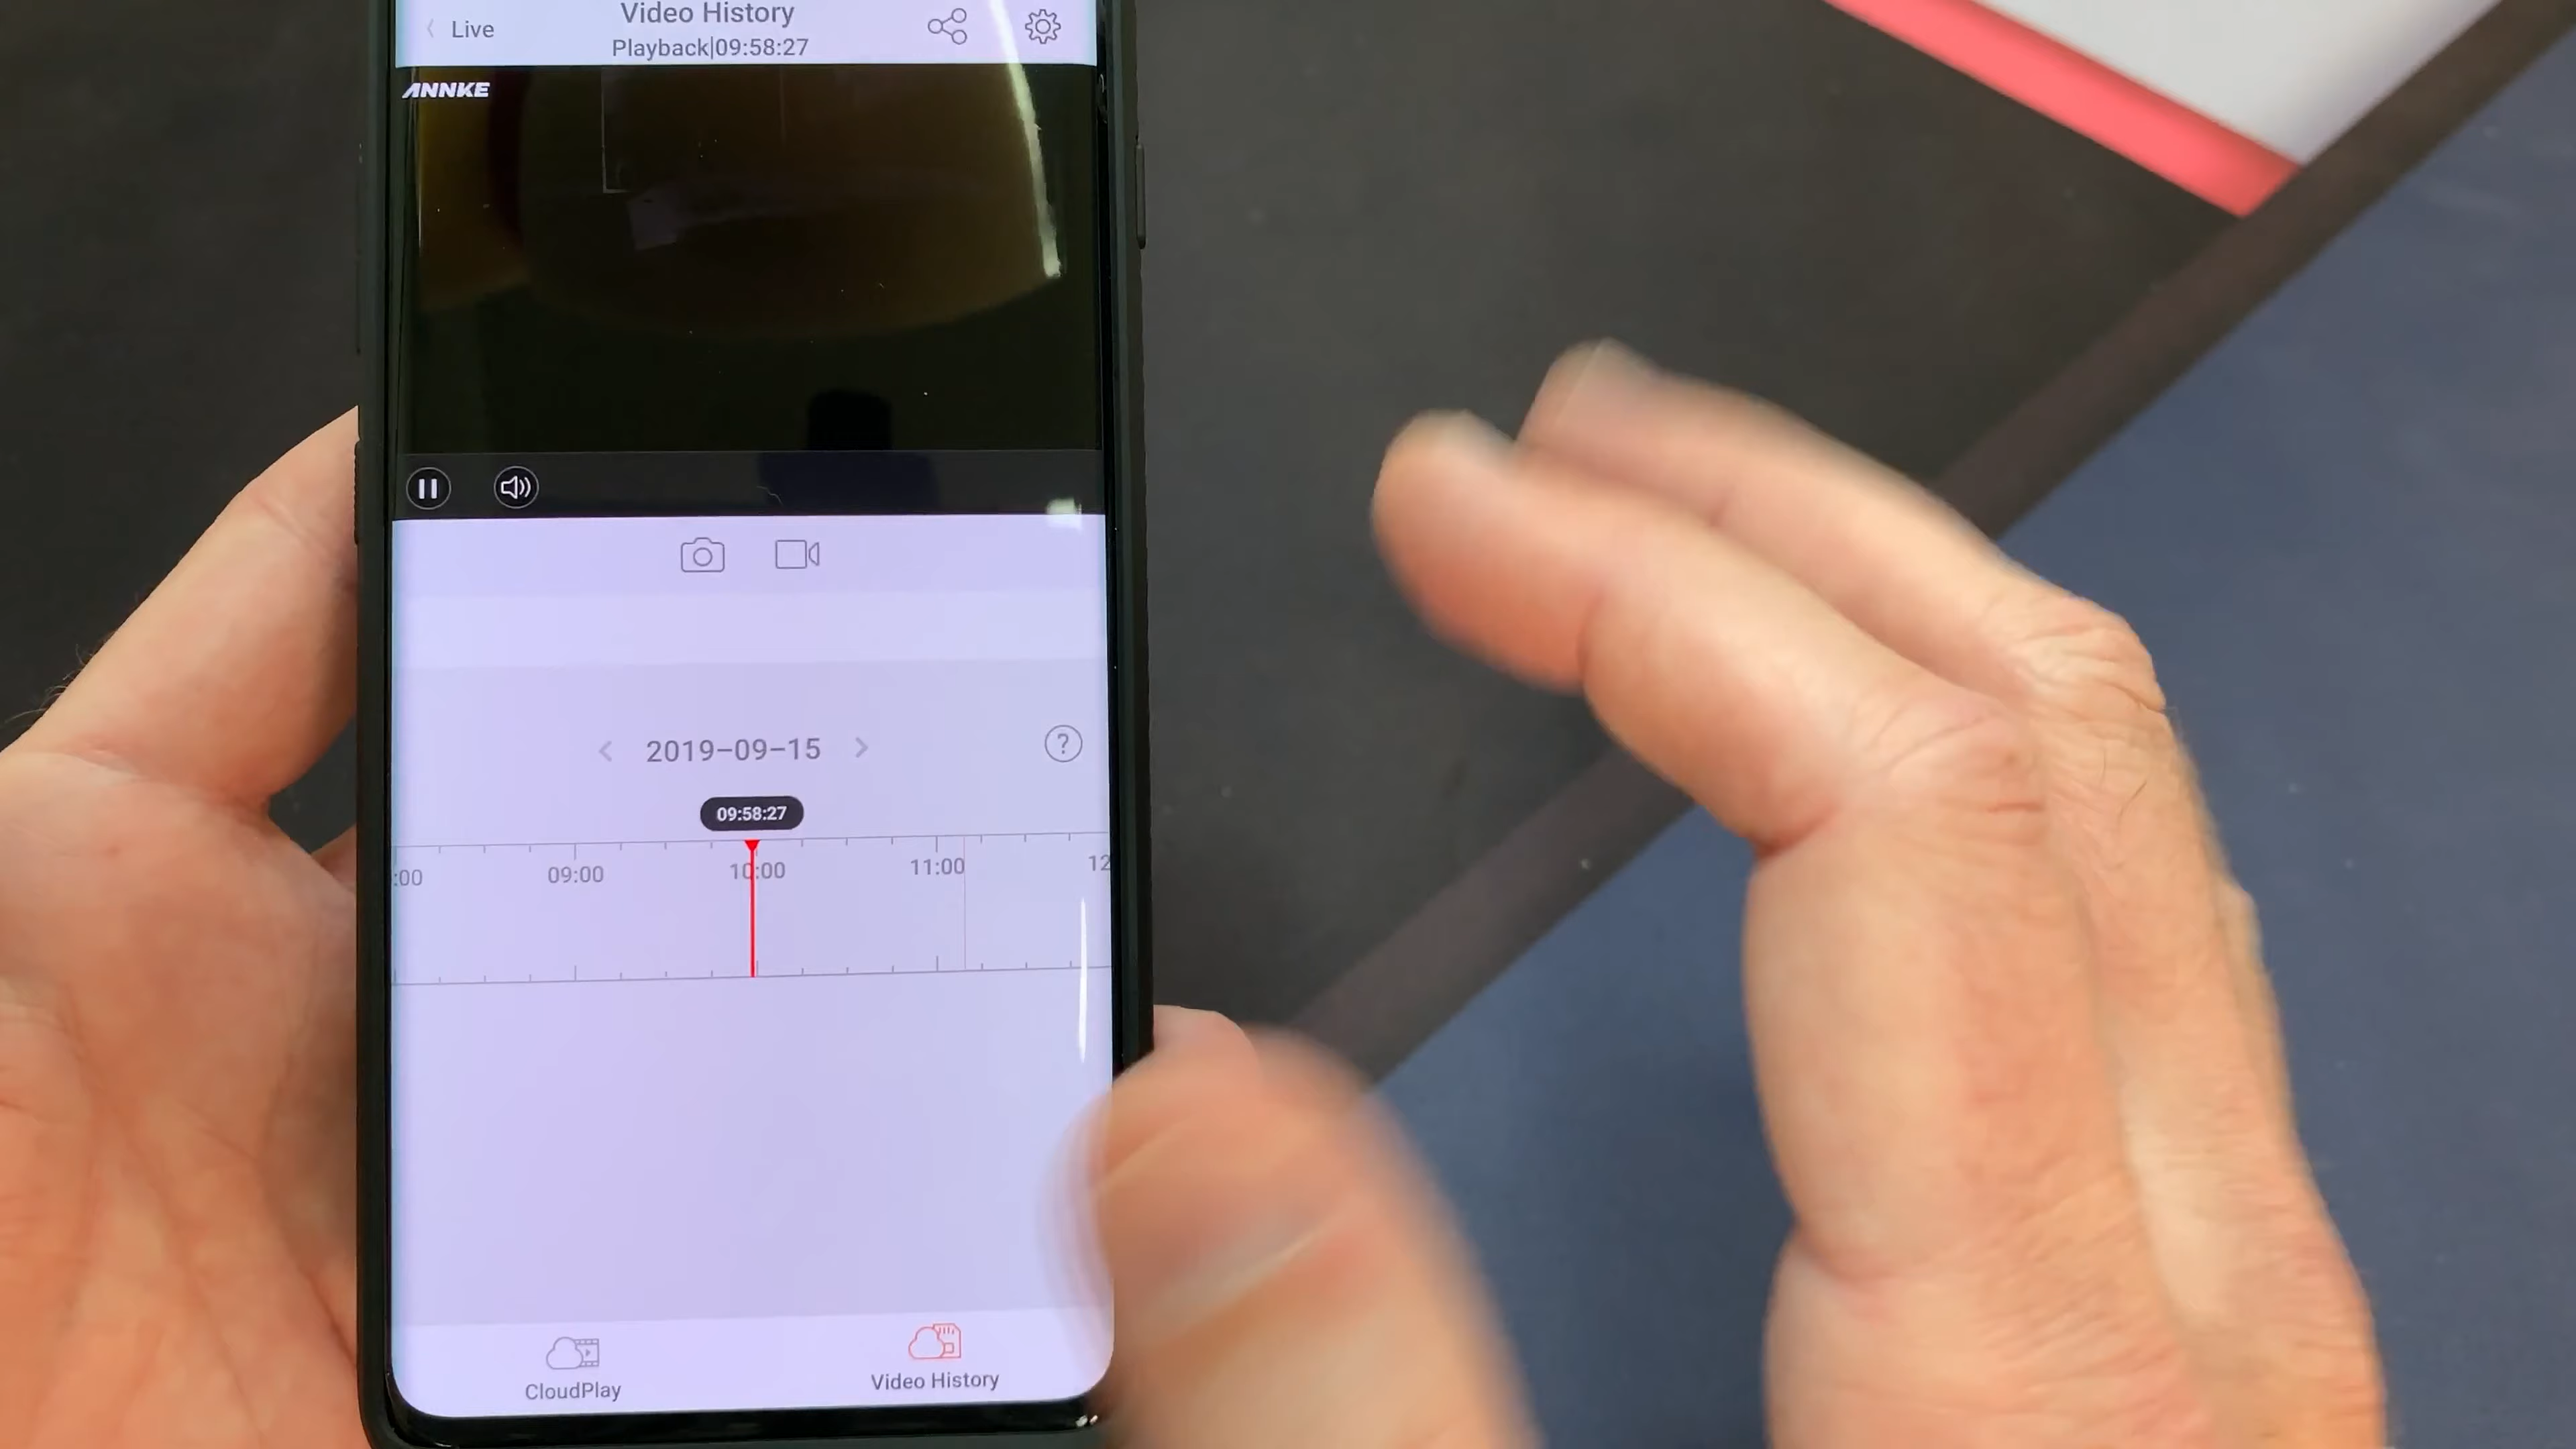 Live
Video History
Playback|09:58:27
ANNKE
2019-09-15
?
09:58:27
:00
09:00
10:00
11:00
12
CloudPlay
Video History